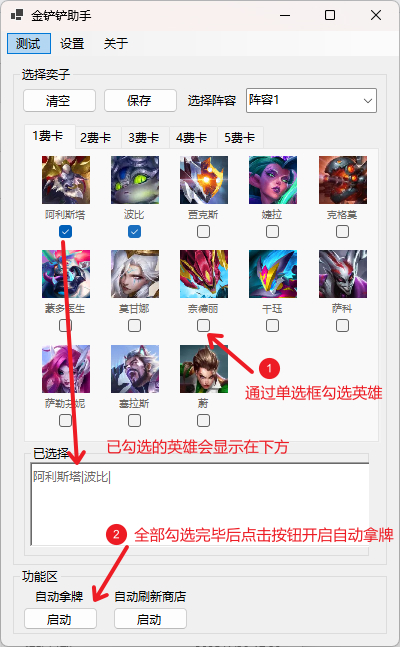 金铲铲助手
测试 设置 关于
选择奕子
清空 保存 选择阵容 阵容1
1费卡 2费卡 3费卡 4费卡 5费卡
阿利斯塔 波比 贾克斯 婕拉 克格莫
蒙多医生 莫甘娜 奈德丽 千珏 萨科
萨勒芬妮 塞拉斯 蔚
1
通过单选框勾选英雄
已勾选的英雄会显示在下方
已选择
阿利斯塔|波比|
2 全部勾选完毕后点击按钮开启自动拿牌
功能区
自动拿牌 自动刷新商店
启动 启动